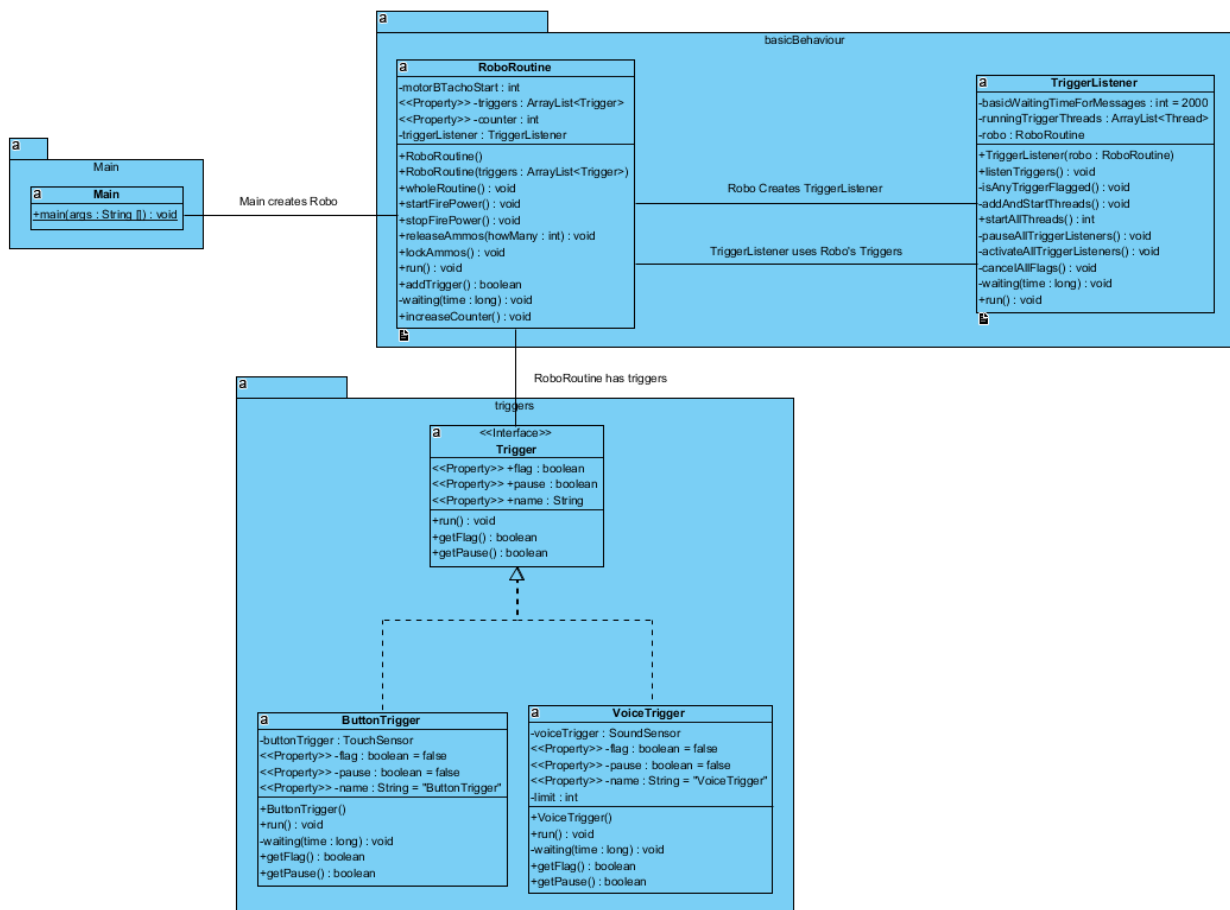 a
basicBehaviour
a
RoboRoutine
-motorBTachoStart : int
<<Property>> -triggers : ArrayList<Trigger>
<<Property>> -counter : int
-triggerListener : TriggerListener
+RoboRoutine()
+RoboRoutine(triggers : ArrayList<Trigger>)
+wholeRoutine() : void
+startFirePower() : void
+stopFirePower() : void
+releaseAmmos(howMany : int) : void
+lockAmmos() : void
+run() : void
+addTrigger() : boolean
-waiting(time : long) : void
+increaseCounter() : void
a
TriggerListener
-basicWaitingTimeForMessages : int = 2000
-runningTriggerThreads : ArrayList<Thread>
-robo : RoboRoutine
+TriggerListener(robo : RoboRoutine)
+listenTriggers() : void
-isAnyTriggerFlagged() : void
-addAndStartThreads() : void
+startAllThreads() : int
-pauseAllTriggerListeners() : void
-activateAllTriggerListeners() : void
-cancelAllFlags() : void
-waiting(time : long) : void
+run() : void
a
Main
a
Main
+main(args : String []) : void
Main creates Robo
Robo Creates TriggerListener
TriggerListener uses Robo's Triggers
RoboRoutine has triggers
a
triggers
a
<<Interface>>
Trigger
<<Property>> +flag : boolean
<<Property>> +pause : boolean
<<Property>> +name : String
+run() : void
+getFlag() : boolean
+getPause() : boolean
a
ButtonTrigger
-buttonTrigger : TouchSensor
<<Property>> -flag : boolean = false
<<Property>> -pause : boolean = false
<<Property>> -name : String = "ButtonTrigger"
+ButtonTrigger()
+run() : void
-waiting(time : long) : void
+getFlag() : boolean
+getPause() : boolean
a
VoiceTrigger
-voiceTrigger : SoundSensor
<<Property>> -flag : boolean = false
<<Property>> -pause : boolean = false
<<Property>> -name : String = "VoiceTrigger"
-limit : int
+VoiceTrigger()
+run() : void
-waiting(time : long) : void
+getFlag() : boolean
+getPause() : boolean